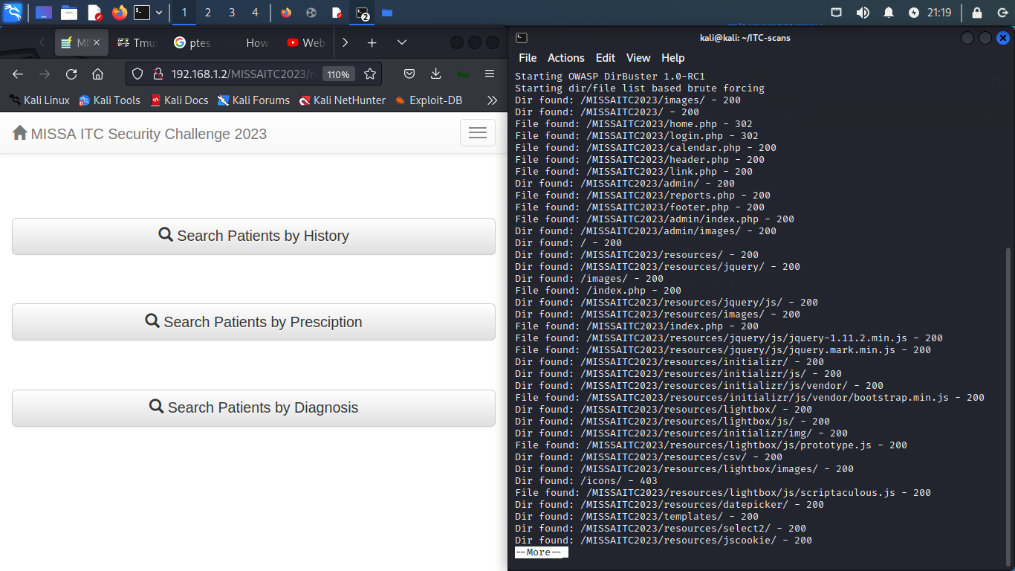 1 2 3 4
2
21:19
MI
Tmu
ptes
How
Web
192.168.1.2/MISSAITC2023/r
110%
Kali Linux
Kali Tools
Kali Docs
Kali Forums
Kali NetHunter
Exploit-DB
MISSA ITC Security Challenge 2023
Search Patients by History
Search Patients by Presciption
Search Patients by Diagnosis
kali@kali: ~/ITC-scans
File Actions Edit View Help
Starting OWASP DirBuster 1.0-RC1
Starting dir/file list based brute forcing
Dir found: /MISSAITC2023/images/ - 200
Dir found: /MISSAITC2023/ - 200
File found: /MISSAITC2023/home.php - 302
File found: /MISSAITC2023/login.php - 302
File found: /MISSAITC2023/calendar.php - 200
File found: /MISSAITC2023/header.php - 200
File found: /MISSAITC2023/link.php - 200
Dir found: /MISSAITC2023/admin/ - 200
File found: /MISSAITC2023/reports.php - 200
File found: /MISSAITC2023/footer.php - 200
File found: /MISSAITC2023/admin/index.php - 200
Dir found: /MISSAITC2023/admin/images/ - 200
Dir found: / - 200
Dir found: /MISSAITC2023/resources/ - 200
Dir found: /MISSAITC2023/resources/jquery/ - 200
Dir found: /images/ - 200
File found: /index.php - 200
Dir found: /MISSAITC2023/resources/jquery/js/ - 200
Dir found: /MISSAITC2023/resources/images/ - 200
File found: /MISSAITC2023/index.php - 200
File found: /MISSAITC2023/resources/jquery/js/jquery-1.11.2.min.js - 200
File found: /MISSAITC2023/resources/jquery/js/jquery.mark.min.js - 200
Dir found: /MISSAITC2023/resources/initializr/ - 200
Dir found: /MISSAITC2023/resources/initializr/js/ - 200
Dir found: /MISSAITC2023/resources/initializr/js/vendor/ - 200
File found: /MISSAITC2023/resources/initializr/js/vendor/bootstrap.min.js - 200
Dir found: /MISSAITC2023/resources/lightbox/ - 200
Dir found: /MISSAITC2023/resources/lightbox/js/ - 200
Dir found: /MISSAITC2023/resources/initializr/img/ - 200
File found: /MISSAITC2023/resources/lightbox/js/prototype.js - 200
Dir found: /MISSAITC2023/resources/csv/ - 200
Dir found: /MISSAITC2023/resources/lightbox/images/ - 200
Dir found: /icons/ - 403
File found: /MISSAITC2023/resources/lightbox/js/scriptaculous.js - 200
Dir found: /MISSAITC2023/resources/datepicker/ - 200
Dir found: /MISSAITC2023/templates/ - 200
Dir found: /MISSAITC2023/resources/select2/ - 200
Dir found: /MISSAITC2023/resources/jscookie/ - 200
--More--